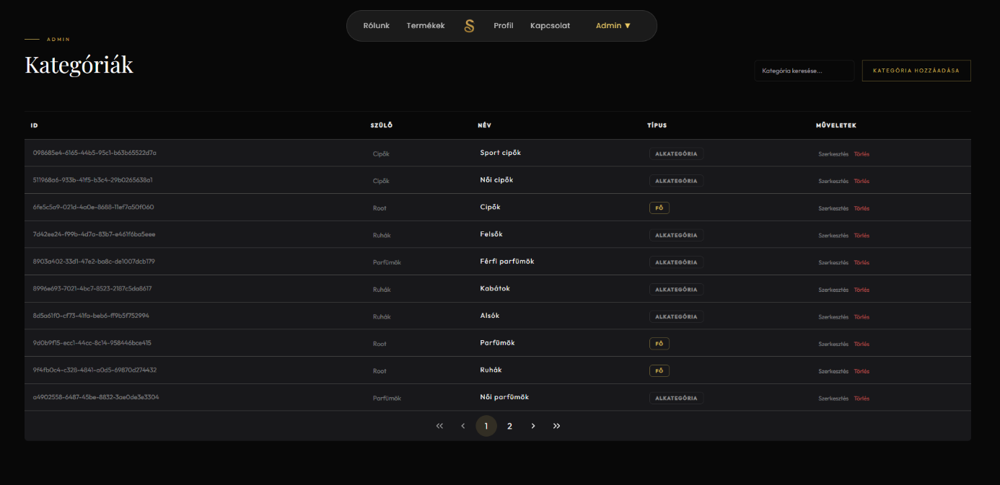 Rólunk Termékek Profil Kapcsolat Admin ▼
ADMIN
Kategóriák
Kategória keresése... KATEGÓRIA HOZZÁADÁSA
ID SZÜLŐ NÉV TÍPUS MŰVELETEK
098685e4-6165-44b5-95c1-b63b65522d7a Cipők Sport cipők ALKATEGÓRIA Szerkesztés Törlés
511968a6-933b-41f5-b3c4-29b0265638a1 Cipők Női cipők ALKATEGÓRIA Szerkesztés Törlés
6fe5c5a9-021d-4a0e-8688-11ef7a50f060 Root Cipők FŐ Szerkesztés Törlés
7d42ee24-f99b-4d7a-83b7-e461f6ba5eee Ruhák Felsők ALKATEGÓRIA Szerkesztés Törlés
8903a402-33d1-47e2-ba8c-de1007dcb179 Parfümök Férfi parfümök ALKATEGÓRIA Szerkesztés Törlés
8996e693-7021-4bc7-8523-2187c5da8617 Ruhák Kabátok ALKATEGÓRIA Szerkesztés Törlés
8d5a61f0-cf73-41fa-beb6-ff9b5f752994 Ruhák Alsók ALKATEGÓRIA Szerkesztés Törlés
9d0b9f15-ecc1-44cc-8c14-958446bce415 Root Parfümök FŐ Szerkesztés Törlés
9f4fb0c4-c328-4841-a0d5-69870d274432 Root Ruhák FŐ Szerkesztés Törlés
a4902558-6487-45be-8832-3ae0de3e3304 Parfümök Női parfümök ALKATEGÓRIA Szerkesztés Törlés
« ‹ 1 2 › »